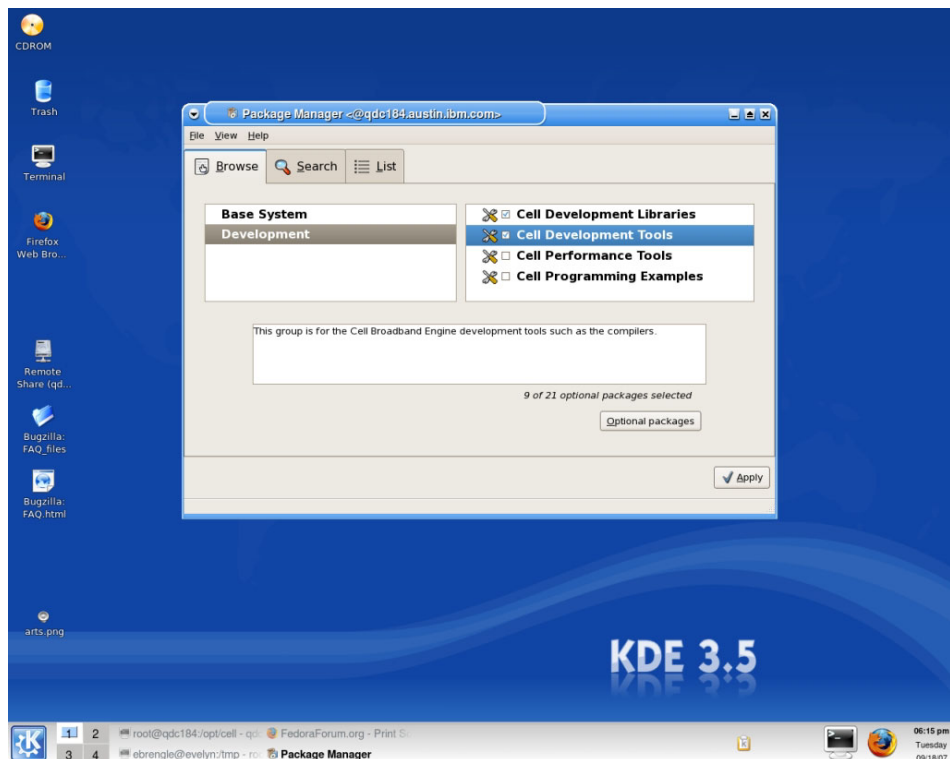 CDROM
Trash
Terminal
Firefox
Web Bro...
Remote
Share (qd...
Bugzilla:
FAQ_files
Bugzilla:
FAQ.html
arts.png
Package Manager <@qdc184.austin.ibm.com>
File View Help
Browse Search List
Base System
Development
Cell Development Libraries
Cell Development Tools
Cell Performance Tools
Cell Programming Examples
This group is for the Cell Broadband Engine development tools such as the compilers.
9 of 21 optional packages selected
Optional packages
Apply
KDE 3.5
K
1 2
3 4
root@qdc184:/opt/cell - qd
FedoraForum.org - Print
ebrengle@evelyn:/tmp -
Package Manager
06:15 pm
Tuesday
09/18/07